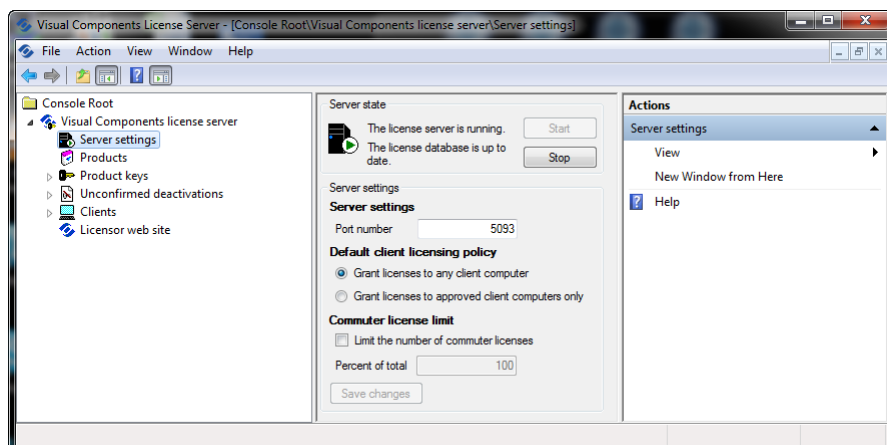 Visual Components License Server - [Console Root\Visual Components license server\Server settings]
File Action View Window Help
Console Root
Visual Components license server
Server settings
Products
Product keys
Unconfirmed deactivations
Clients
Licensor web site
Server state
The license server is running.
Start
The license database is up to
date.
Stop
Server settings
Server settings
Port number 5093
Default client licensing policy
Grant licenses to any client computer
Grant licenses to approved client computers only
Commuter license limit
Limit the number of commuter licenses
Percent of total 100
Save changes
Actions
Server settings
View
New Window from Here
Help